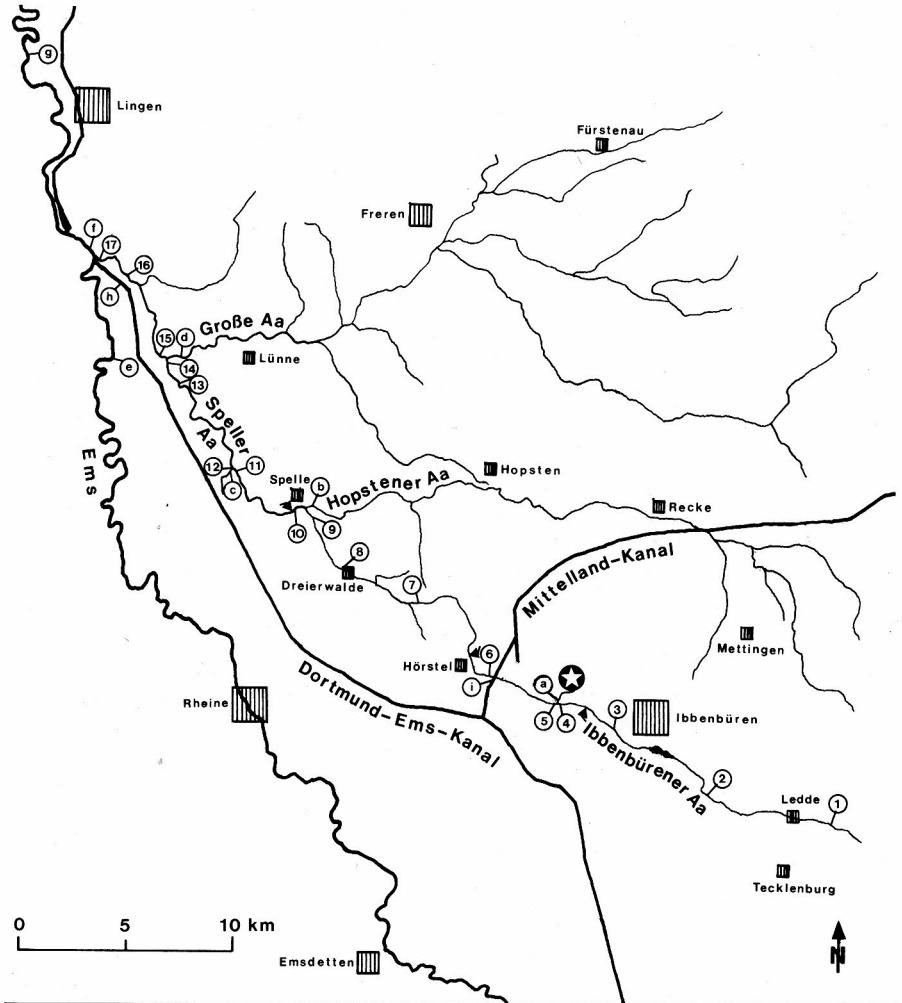 g
Lingen
Fürstenau
Freren
f
17
16
h
Große Aa
15
d
Lünne
14
e
13
Speller
Aa
Ems
12
11
c
Spelle
b
Hopstener Aa
Hopsten
10
9
Recke
8
Dreierwalde
7
Mittelland-Kanal
Mettingen
Hörstel
6
i
a
5
4
3
Ibbenbüren
Rheine
Dortmund-Ems-Kanal
Ibbenbürener Aa
2
Ledde
1
Tecklenburg
0
5
10 km
Emsdetten
N